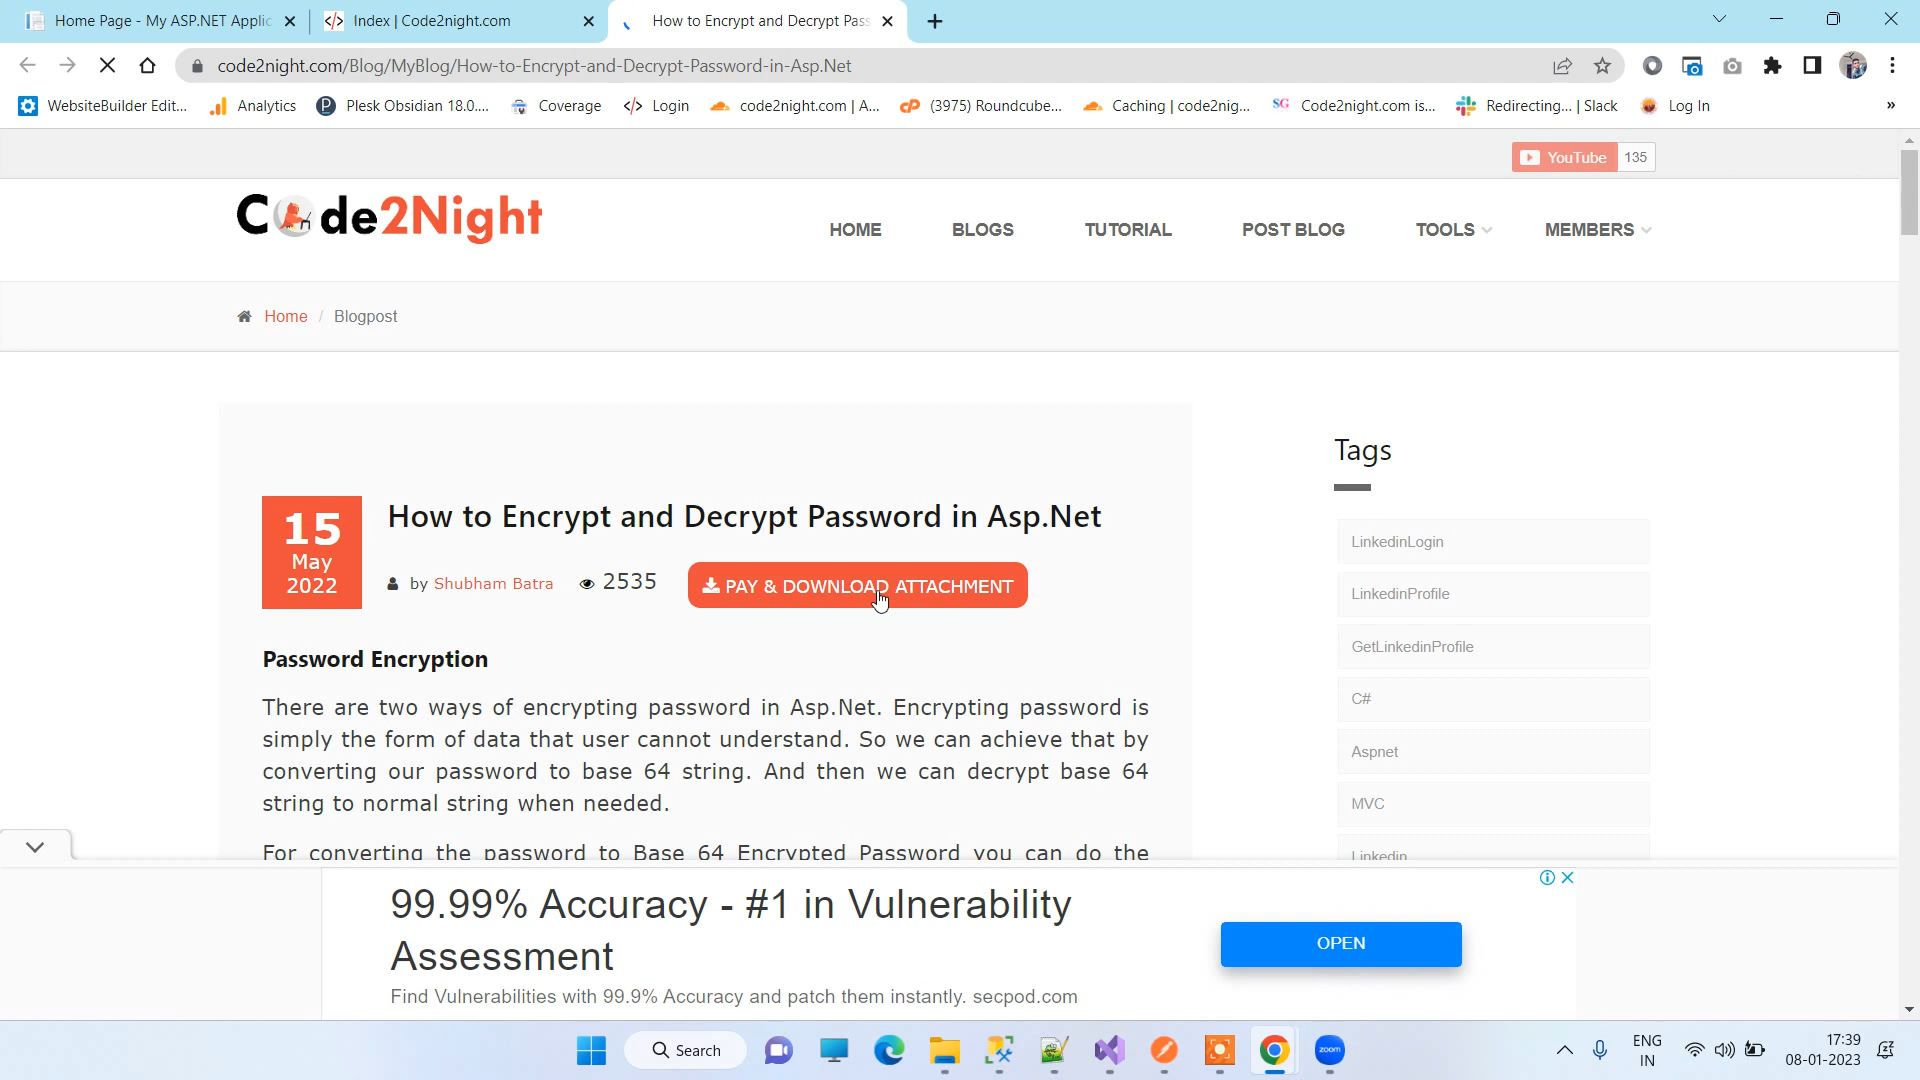 Home Page - My ASP.NET Applic
Index | Code2night.com
How to Encrypt and Decrypt Pass
code2night.com/Blog/MyBlog/How-to-Encrypt-and-Decrypt-Password-in-Asp.Net
WebsiteBuilder Edit...
Analytics
Plesk Obsidian 18.0....
Coverage
Login
code2night.com | A...
(3975) Roundcube...
Caching | code2nig...
SG Code2night.com is...
Redirecting... | Slack
Log In
»
YouTube 135
Code2Night
HOME
BLOGS
TUTORIAL
POST BLOG
TOOLS
MEMBERS
Home / Blogpost
15
May
2022
How to Encrypt and Decrypt Password in Asp.Net
by Shubham Batra 2535
PAY & DOWNLOAD ATTACHMENT
Password Encryption
There are two ways of encrypting password in Asp.Net. Encrypting password is
simply the form of data that user cannot understand. So we can achieve that by
converting our password to base 64 string. And then we can decrypt base 64
string to normal string when needed.
For converting the password to Base 64 Encrypted Password you can do the
Tags
LinkedinLogin
LinkedinProfile
GetLinkedinProfile
C#
Aspnet
MVC
Linkedin
99.99% Accuracy - #1 in Vulnerability
Assessment
Find Vulnerabilities with 99.9% Accuracy and patch them instantly. secpod.com
OPEN
Search
zoom
ENG
IN
17:39
08-01-2023